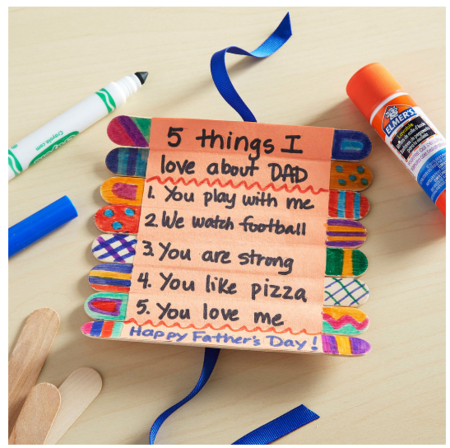 5 things I
love about DAD
1. You play with me
2. We watch football
3. You are strong
4. You like pizza
5. You love me
Happy Father's Day!
ELMER'S